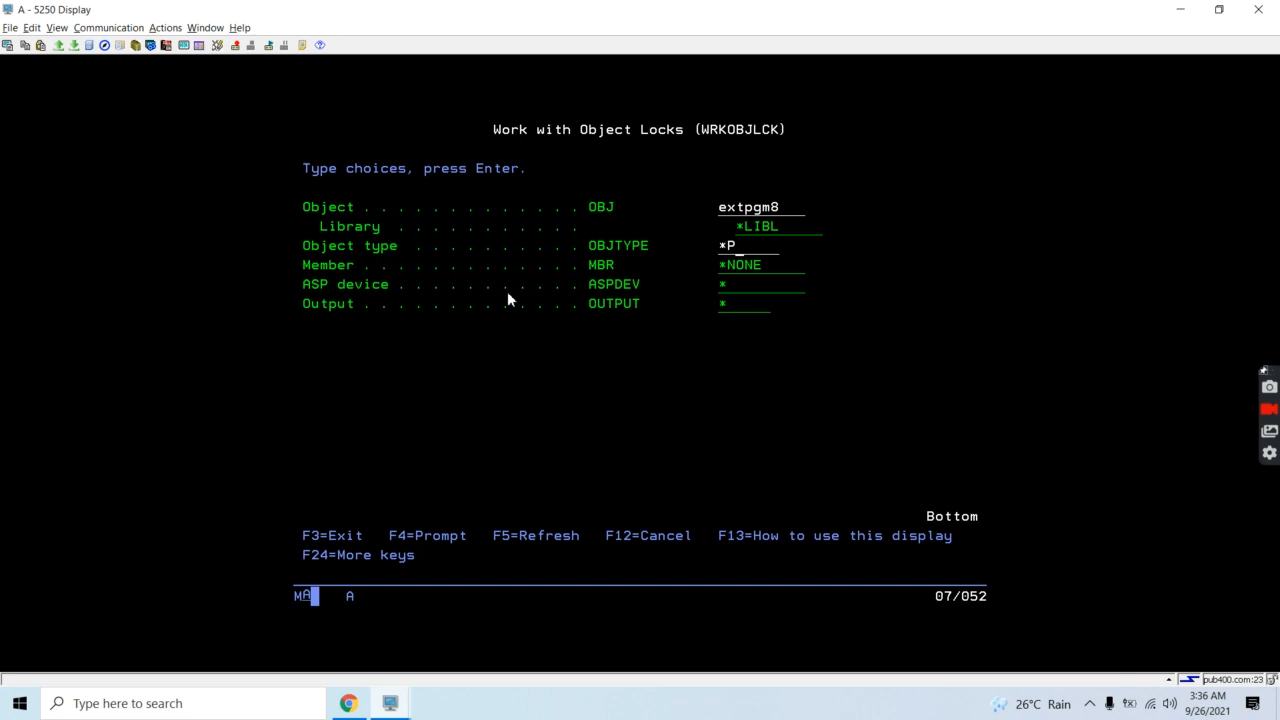 A - 5250 Display
File Edit View Communication Actions Window Help
Work with Object Locks (WRKOBJLCK)
Type choices, press Enter.
Object . . . . . . . . . . . . . OBJ extpgm8
Library . . . . . . . . . . . *LIBL
Object type . . . . . . . . . . OBJTYPE *P_
Member . . . . . . . . . . . . . MBR *NONE
ASP device . . . . . . . . . . . ASPDEV *
Output . . . . . . . . . . . . . OUTPUT *
Bottom
F3=Exit F4=Prompt F5=Refresh F12=Cancel F13=How to use this display
F24=More keys
MA A 07/052
pub400.com:23
Type here to search
26°C Rain
3:36 AM
9/26/2021